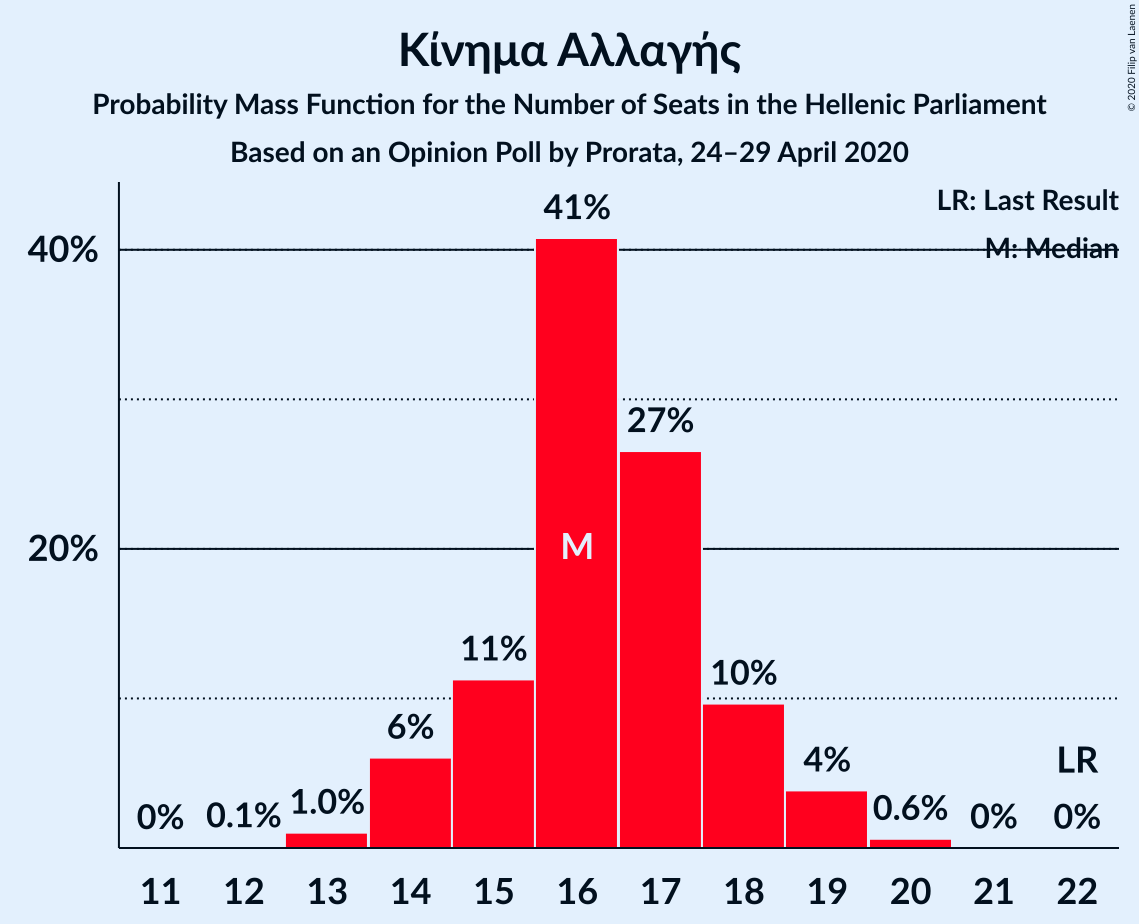 Κίνημα Αλλαγής
Probability Mass Function for the Number of Seats in the Hellenic Parliament
Based on an Opinion Poll by Prorata, 24–29 April 2020
© 2020 Filip van Laenen
LR: Last Result
M: Median
40%
20%
0%
0.1%
1.0%
6%
11%
41%
M
27%
10%
4%
0.6%
0%
LR
0%
11 12 13 14 15 16 17 18 19 20 21 22